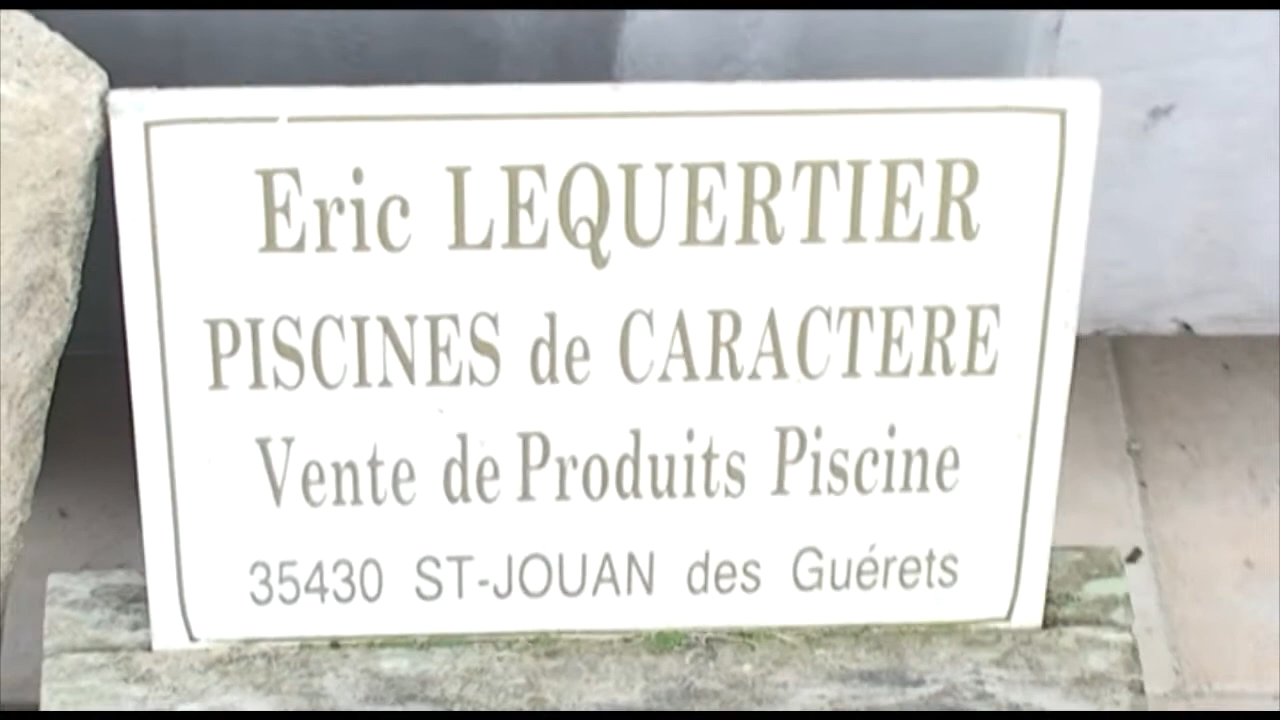 Eric LEQUERTIER
PISCINES de CARACTERE
Vente de Produits Piscine
35430 ST-JOUAN des Guérets